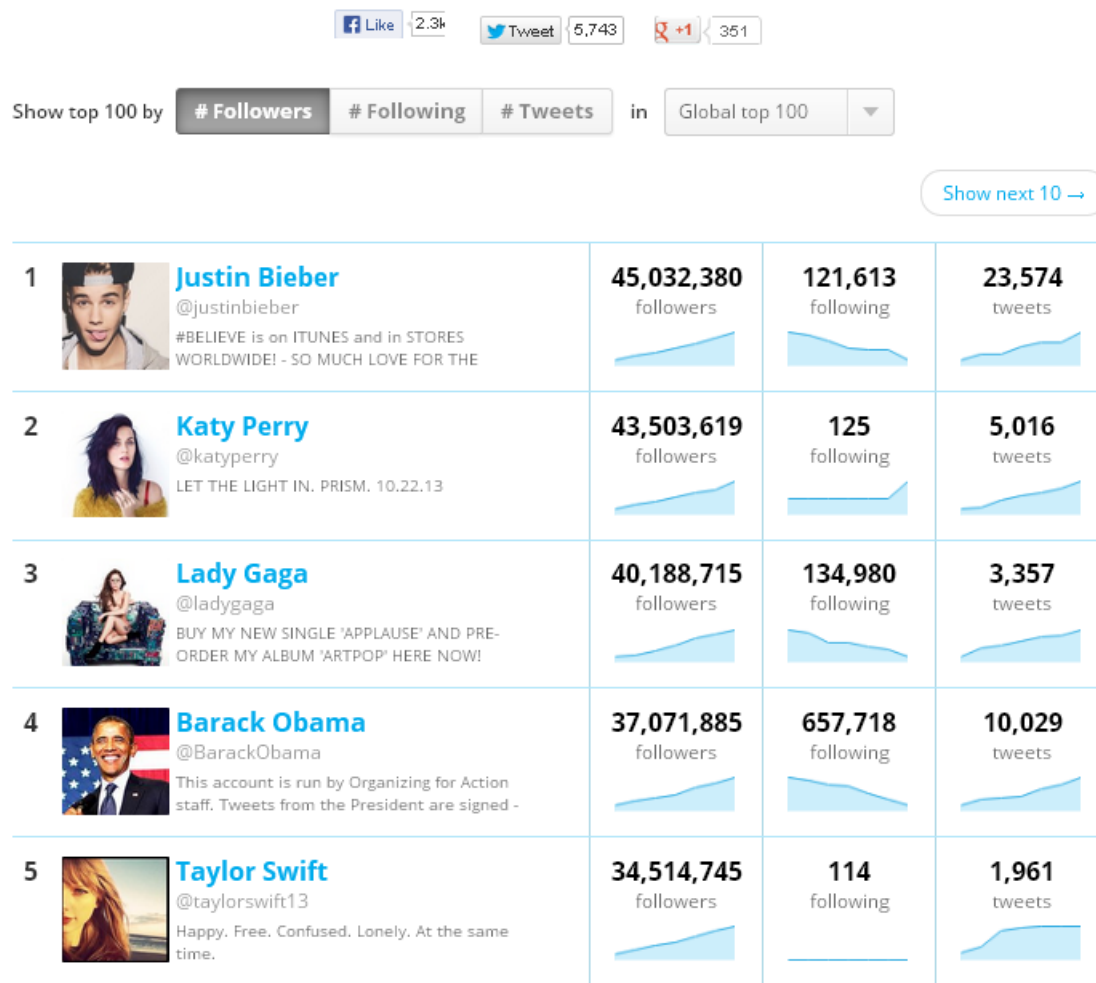 Like 2.3k Tweet 5,743 +1 351
Show top 100 by # Followers # Following # Tweets in Global top 100
Show next 10 →
1 Justin Bieber 45,032,380 121,613 23,574
@justinbieber followers following tweets
#BELIEVE is on ITUNES and in STORES
WORLDWIDE! - SO MUCH LOVE FOR THE
2 Katy Perry 43,503,619 125 5,016
@katyperry followers following tweets
LET THE LIGHT IN. PRISM. 10.22.13
3 Lady Gaga 40,188,715 134,980 3,357
@ladygaga followers following tweets
BUY MY NEW SINGLE 'APPLAUSE' AND PRE-
ORDER MY ALBUM 'ARTPOP' HERE NOW!
4 Barack Obama 37,071,885 657,718 10,029
@BarackObama followers following tweets
This account is run by Organizing for Action
staff. Tweets from the President are signed -
5 Taylor Swift 34,514,745 114 1,961
@taylorswift13 followers following tweets
Happy. Free. Confused. Lonely. At the same
time.